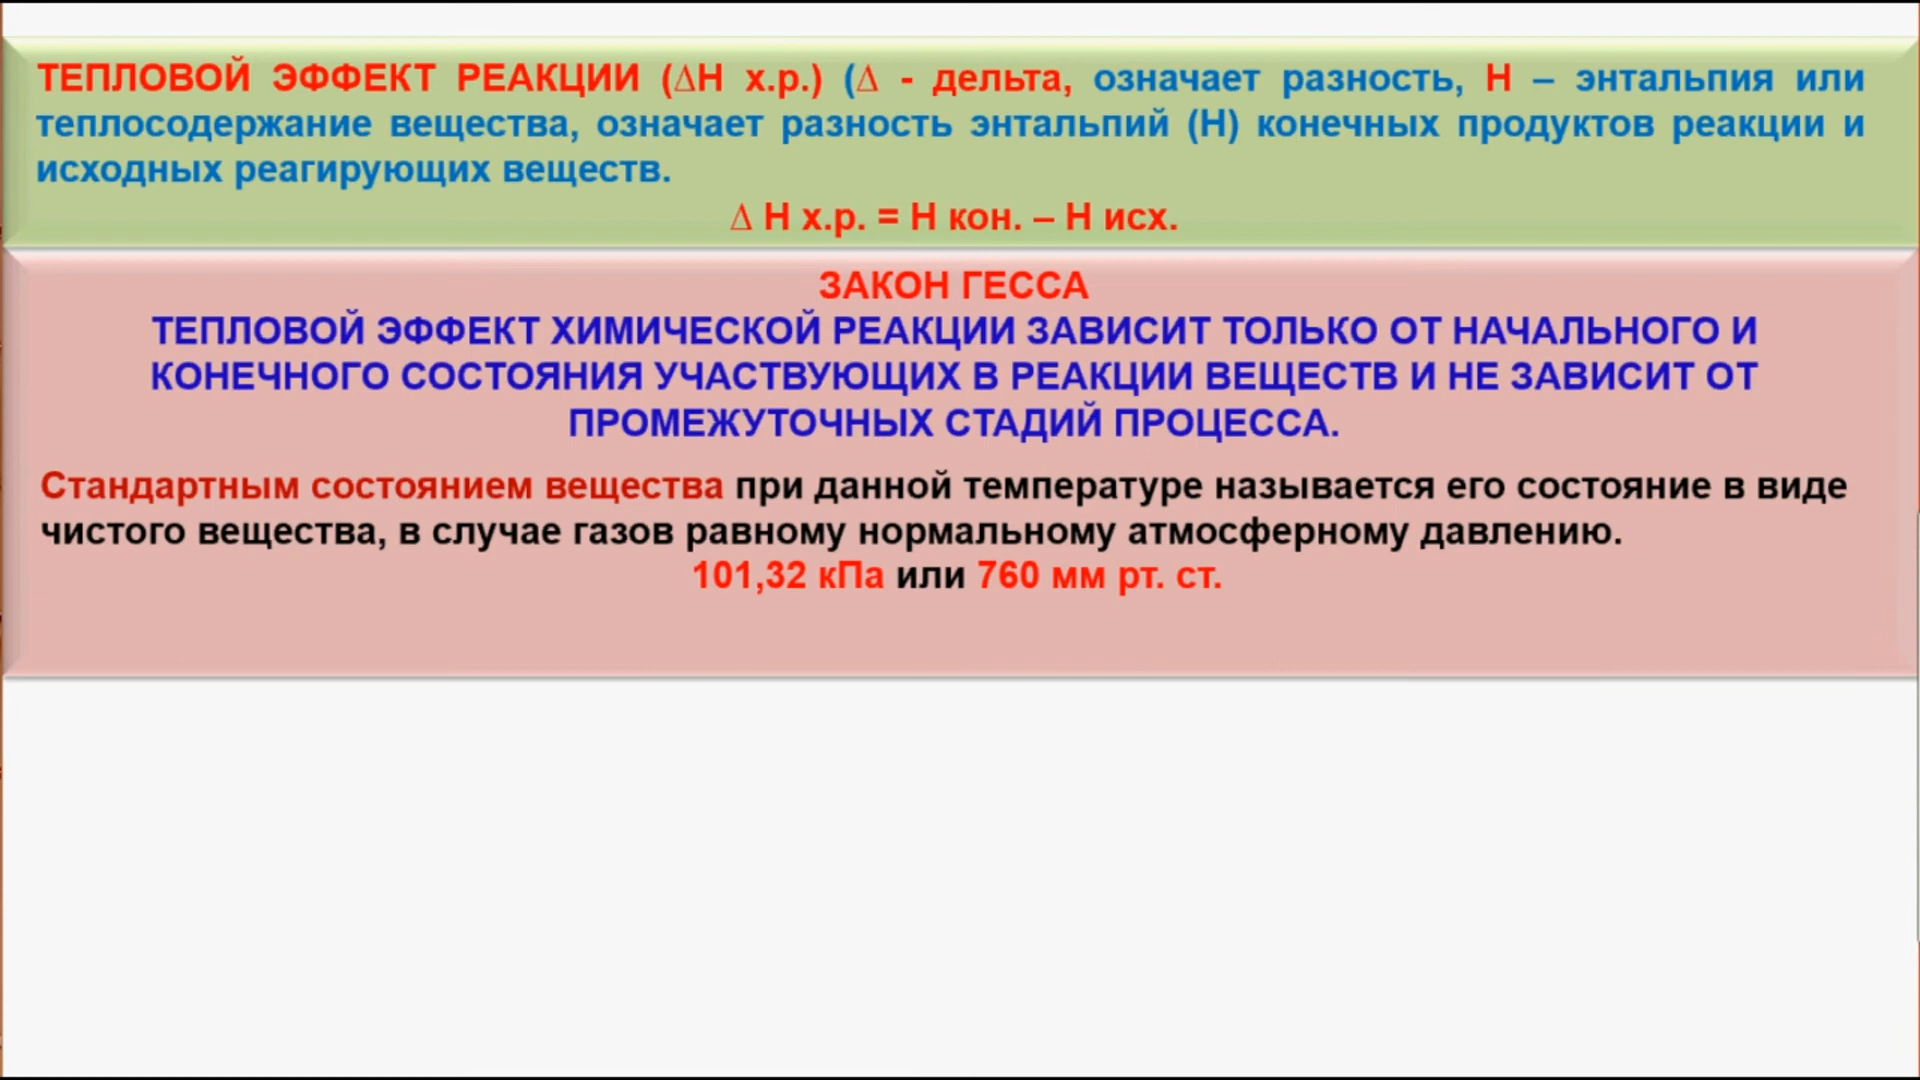 ТЕПЛОВОЙ ЭФФЕКТ РЕАКЦИИ (∆Н х.р.) (∆ - дельта, означает разность, Н – энтальпия или
теплосодержание вещества, означает разность энтальпий (Н) конечных продуктов реакции и
исходных реагирующих веществ.
∆ Н х.р. = Н кон. – Н исх.
ЗАКОН ГЕССА
ТЕПЛОВОЙ ЭФФЕКТ ХИМИЧЕСКОЙ РЕАКЦИИ ЗАВИСИТ ТОЛЬКО ОТ НАЧАЛЬНОГО И
КОНЕЧНОГО СОСТОЯНИЯ УЧАСТВУЮЩИХ В РЕАКЦИИ ВЕЩЕСТВ И НЕ ЗАВИСИТ ОТ
ПРОМЕЖУТОЧНЫХ СТАДИЙ ПРОЦЕССА.
Стандартным состоянием вещества при данной температуре называется его состояние в виде
чистого вещества, в случае газов равному нормальному атмосферному давлению.
101,32 кПа или 760 мм рт. ст.